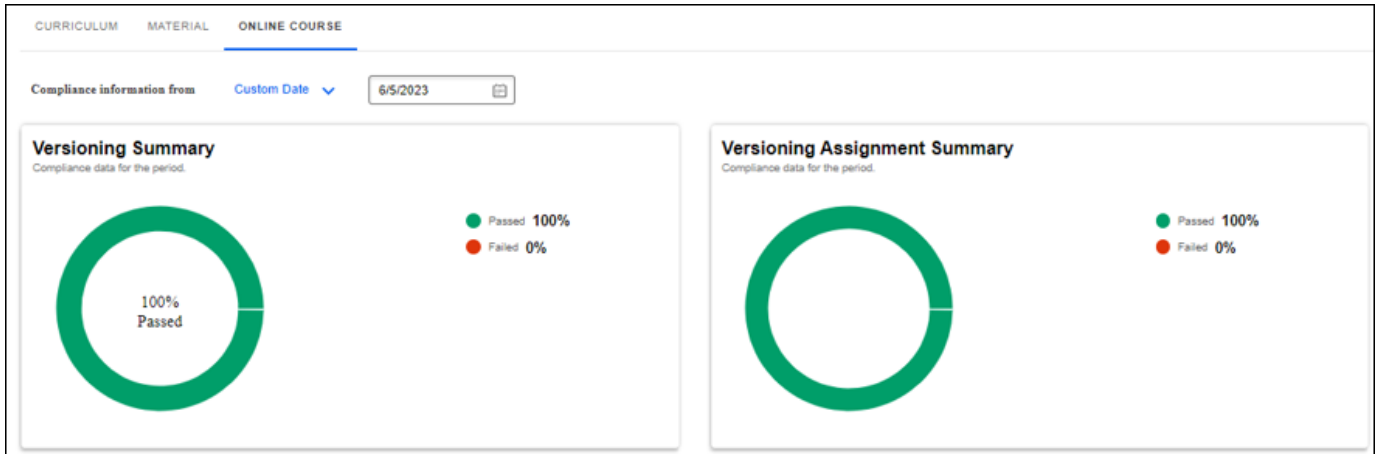 CURRICULUM MATERIAL ONLINE COURSE
Compliance information from Custom Date 6/5/2023
Versioning Summary
Compliance data for the period.
100%
Passed
Passed 100%
Failed 0%
Versioning Assignment Summary
Compliance data for the period.
Passed 100%
Failed 0%